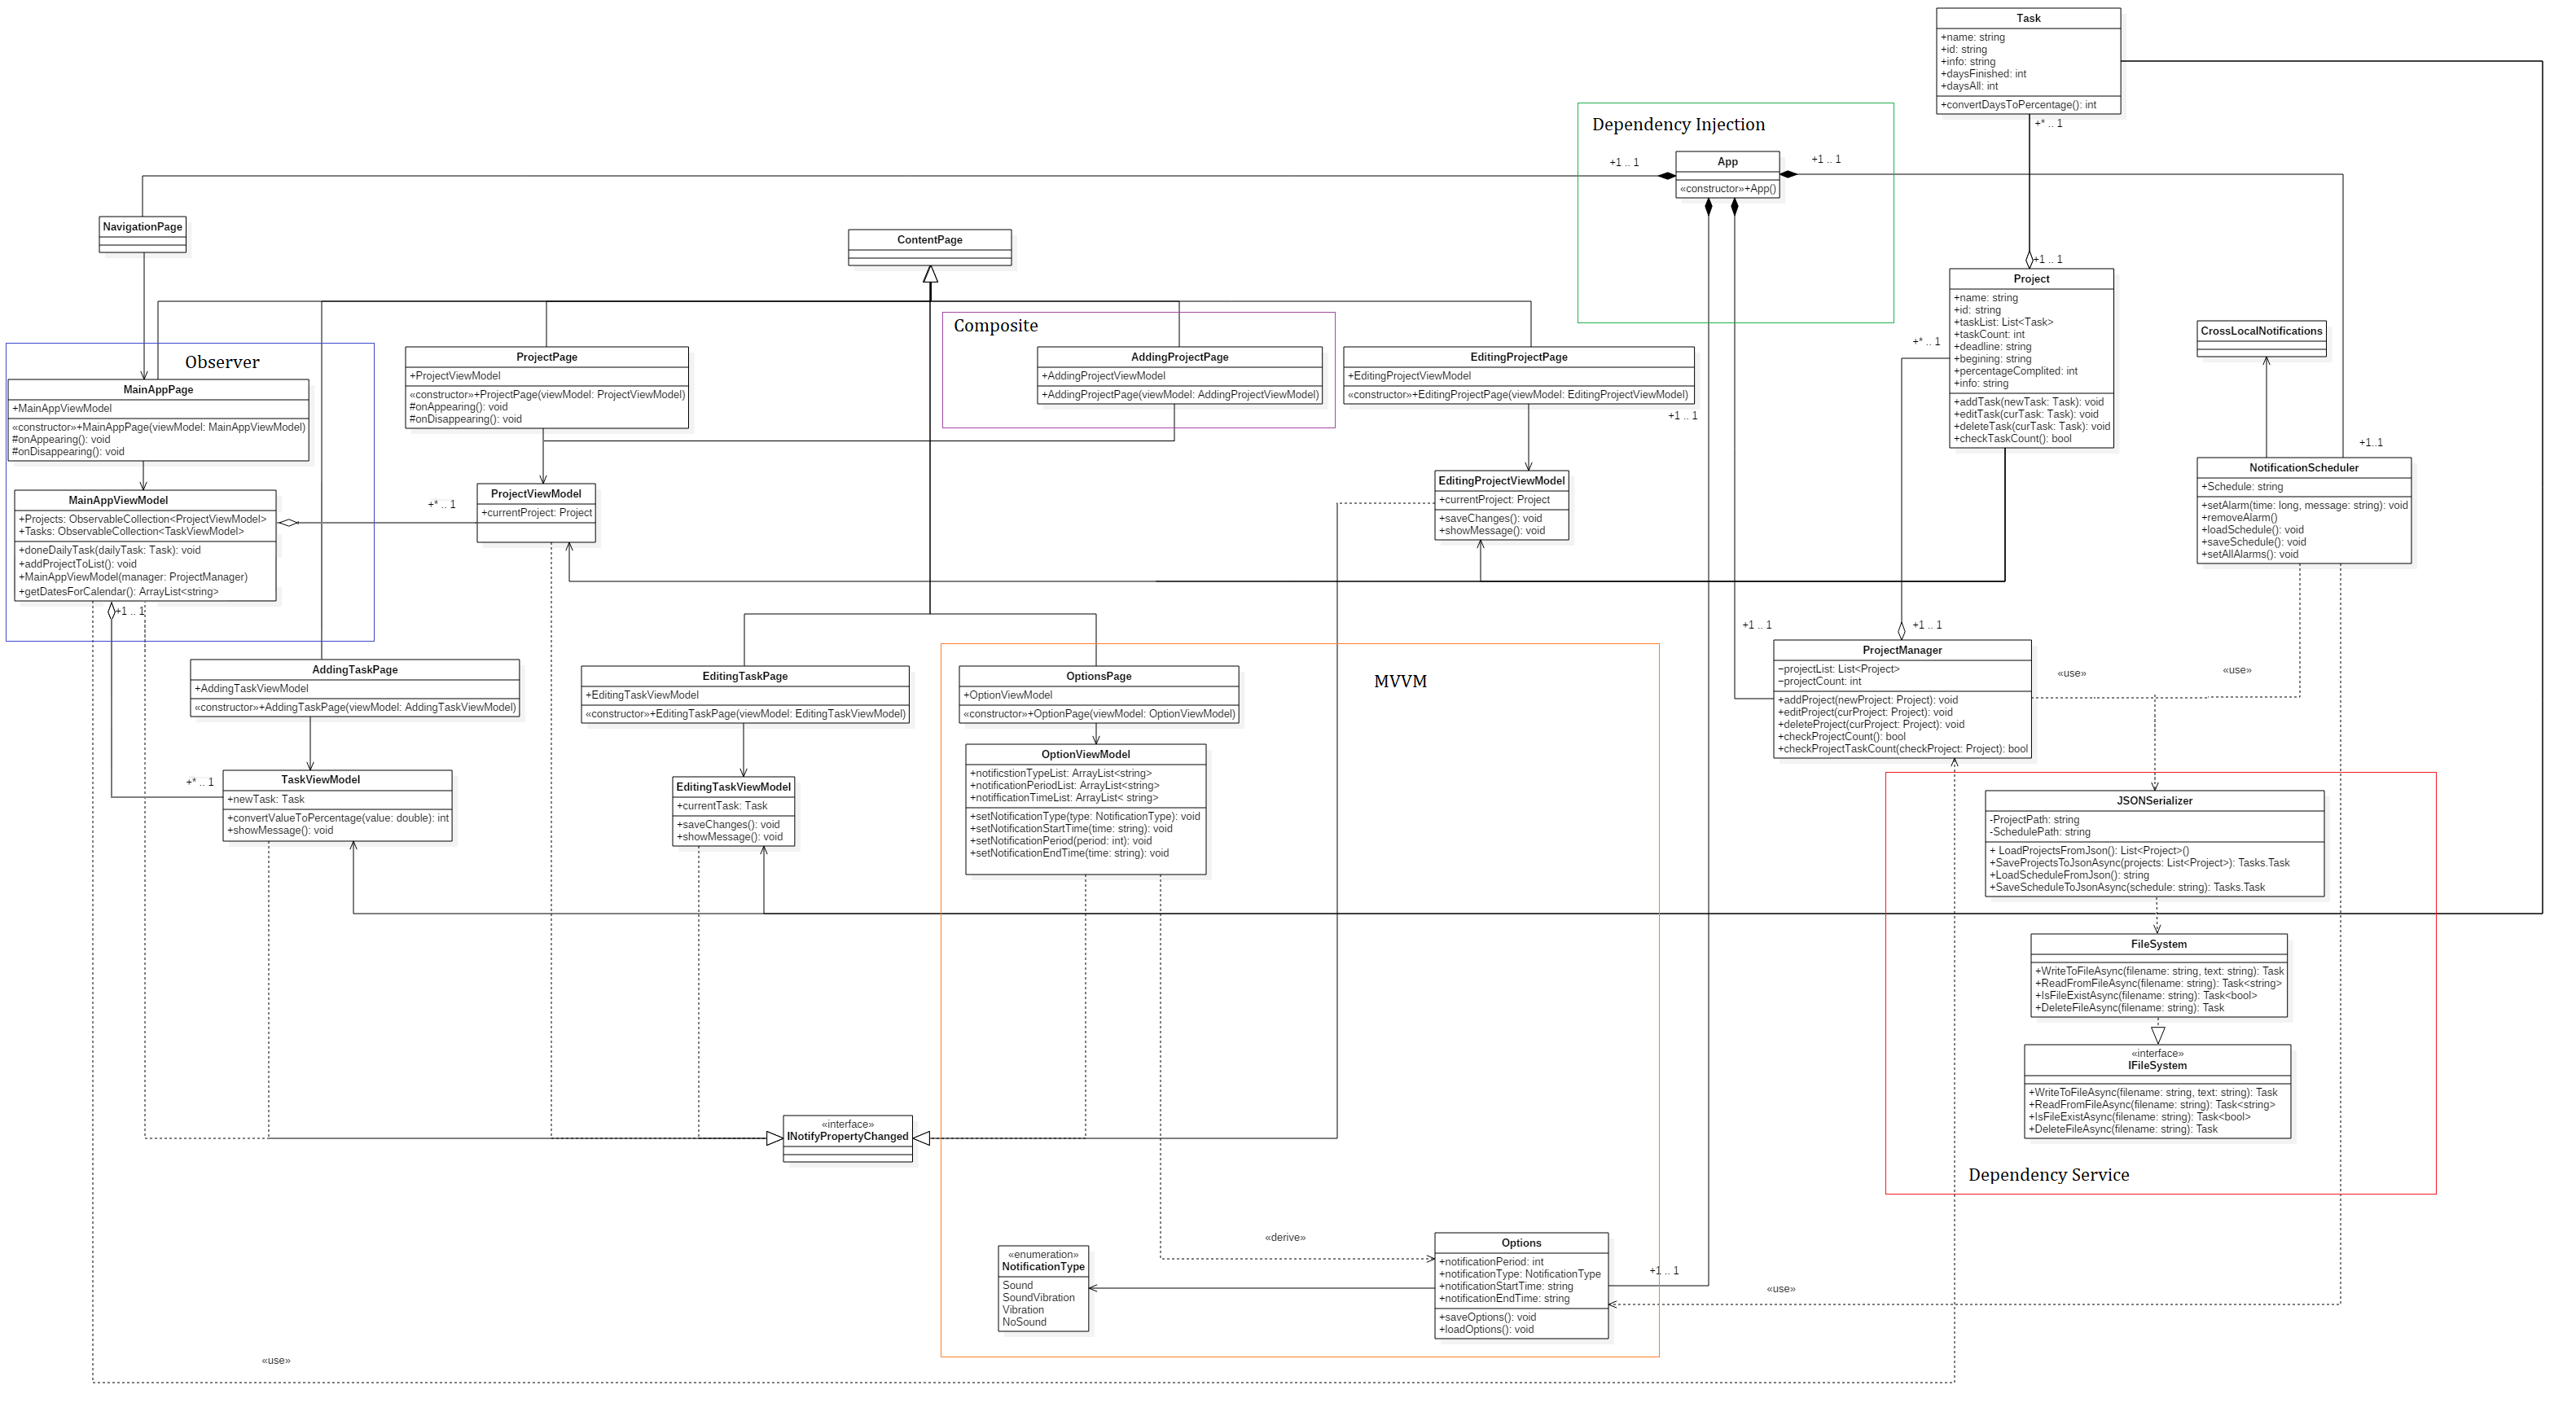 Task
+name: string
+id: string
+info: string
+daysFinished: int
+daysAll: int
+convertDaysToPercentage(): int
+* .. 1
Dependency Injection
+1 .. 1
App
«constructor»+App()
+1 .. 1
NavigationPage
ContentPage
+1 .. 1
Project
+name: string
+id: string
+taskList: List<Task>
+taskCount: int
+deadline: string
+begining: string
+percentageComplited: int
+info: string
+addTask(newTask: Task): void
+editTask(curTask: Task): void
+deleteTask(curTask: Task): void
+checkTaskCount(): bool
+* .. 1
CrossLocalNotifications
Observer
MainAppPage
+MainAppViewModel
«constructor»+MainAppPage(viewModel: MainAppViewModel)
#onAppearing(): void
#onDisappearing(): void
ProjectPage
+ProjectViewModel
«constructor»+ProjectPage(viewModel: ProjectViewModel)
#onAppearing(): void
#onDisappearing(): void
Composite
AddingProjectPage
+AddingProjectViewModel
+AddingProjectPage(viewModel: AddingProjectViewModel)
EditingProjectPage
+EditingProjectViewModel
«constructor»+EditingProjectPage(viewModel: EditingProjectViewModel)
+1 .. 1
+1..1
NotificationScheduler
+Schedule: string
+setAlarm(time: long, message: string): void
+removeAlarm()
+loadSchedule(): void
+saveSchedule(): void
+setAllAlarms(): void
MainAppViewModel
+Projects: ObservableCollection<ProjectViewModel>
+Tasks: ObservableCollection<TaskViewModel>
+doneDailyTask(dailyTask: Task): void
+addProjectToList(): void
+MainAppViewModel(manager: ProjectManager)
+getDatesForCalendar(): ArrayList<string>
+1 .. 1
+* .. 1
ProjectViewModel
+currentProject: Project
EditingProjectViewModel
+currentProject: Project
+saveChanges(): void
+showMessage(): void
+1 .. 1
+1 .. 1
ProjectManager
−projectList: List<Project>
−projectCount: int
+addProject(newProject: Project): void
+editProject(curProject: Project): void
+deleteProject(curProject: Project): void
+checkProjectCount(): bool
+checkProjectTaskCount(checkProject: Project): bool
«use»
«use»
AddingTaskPage
+AddingTaskViewModel
«constructor»+AddingTaskPage(viewModel: AddingTaskViewModel)
EditingTaskPage
+EditingTaskViewModel
«constructor»+EditingTaskPage(viewModel: EditingTaskViewModel)
MVVM
OptionsPage
+OptionViewModel
«constructor»+OptionPage(viewModel: OptionViewModel)
+* .. 1
TaskViewModel
+newTask: Task
+convertValueToPercentage(value: double): int
+showMessage(): void
EditingTaskViewModel
+currentTask: Task
+saveChanges(): void
+showMessage(): void
OptionViewModel
+notificstionTypeList: ArrayList<string>
+notificationPeriodList: ArrayList<string>
+notifficationTimeList: ArrayList< string>
+setNotificationType(type: NotificationType): void
+setNotificationStartTime(time: string): void
+setNotificationPeriod(period: int): void
+setNotificationEndTime(time: string): void
JSONSerializer
-ProjectPath: string
-SchedulePath: string
+ LoadProjectsFromJson(): List<Project>()
+SaveProjectsToJsonAsync(projects: List<Project>): Tasks.Task
+LoadScheduleFromJson(): string
+SaveScheduleToJsonAsync(schedule: string): Tasks.Task
FileSystem
+WriteToFileAsync(filename: string, text: string): Task
+ReadFromFileAsync(filename: string): Task<string>
+IsFileExistAsync(filename: string): Task<bool>
+DeleteFileAsync(filename: string): Task
«interface»
IFileSystem
+WriteToFileAsync(filename: string, text: string): Task
+ReadFromFileAsync(filename: string): Task<string>
+IsFileExistAsync(filename: string): Task<bool>
+DeleteFileAsync(filename: string): Task
Dependency Service
«interface»
INotifyPropertyChanged
«derive»
«enumeration»
NotificationType
Sound
SoundVibration
Vibration
NoSound
Options
+notificationPeriod: int
+notificationType: NotificationType
+notificationStartTime: string
+notificationEndTime: string
+saveOptions(): void
+loadOptions(): void
+1 .. 1
«use»
«use»